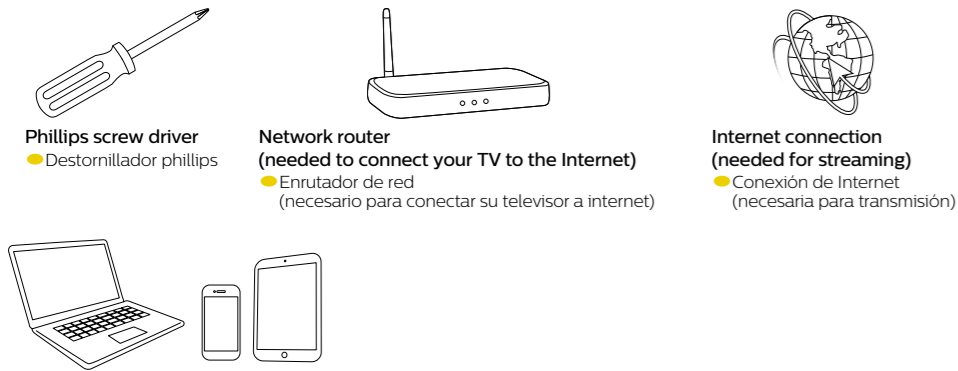 Phillips screw driver
Destornillador phillips
Network router
(needed to connect your TV to the Internet)
Enrutador de red
(necesario para conectar su televisor a internet)
Internet connection
(needed for streaming)
Conexión de Internet
(necesaria para transmisión)